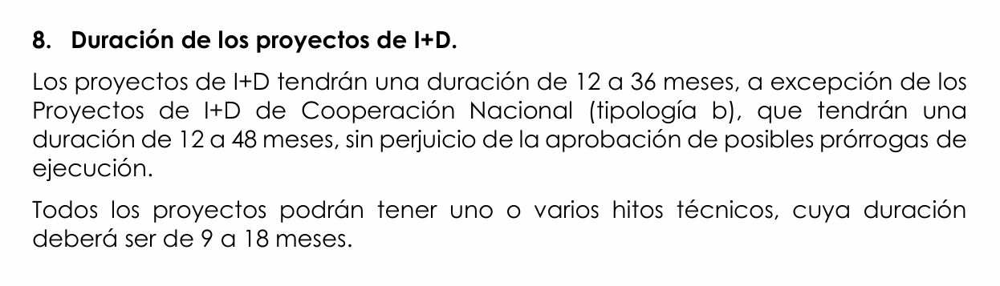 8. Duración de los proyectos de I+D.
Los proyectos de I+D tendrán una duración de 12 a 36 meses, a excepción de los
Proyectos de I+D de Cooperación Nacional (tipología b), que tendrán una
duración de 12 a 48 meses, sin perjuicio de la aprobación de posibles prórrogas de
ejecución.
Todos los proyectos podrán tener uno o varios hitos técnicos, cuya duración
deberá ser de 9 a 18 meses.